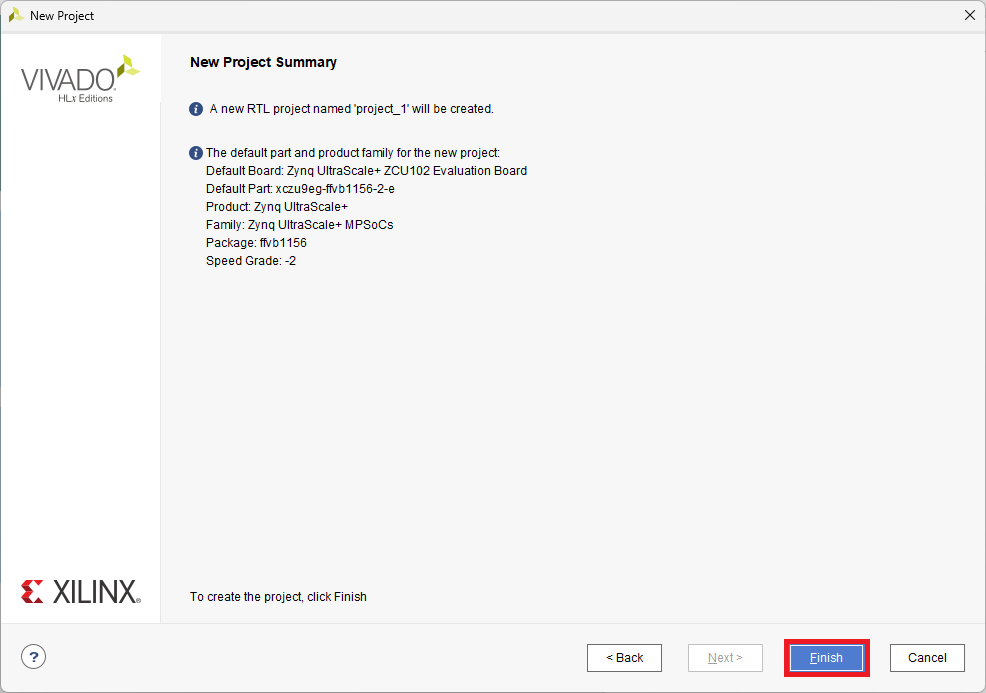 New Project
VIVADO
HLx Editions
New Project Summary
A new RTL project named 'project_1' will be created.
The default part and product family for the new project:
Default Board: Zynq UltraScale+ ZCU102 Evaluation Board
Default Part: xczu9eg-ffvb1156-2-e
Product: Zynq UltraScale+
Family: Zynq UltraScale+ MPSoCs
Package: ffvb1156
Speed Grade: -2
XILINX®
To create the project, click Finish
?
< Back
Next >
Finish
Cancel